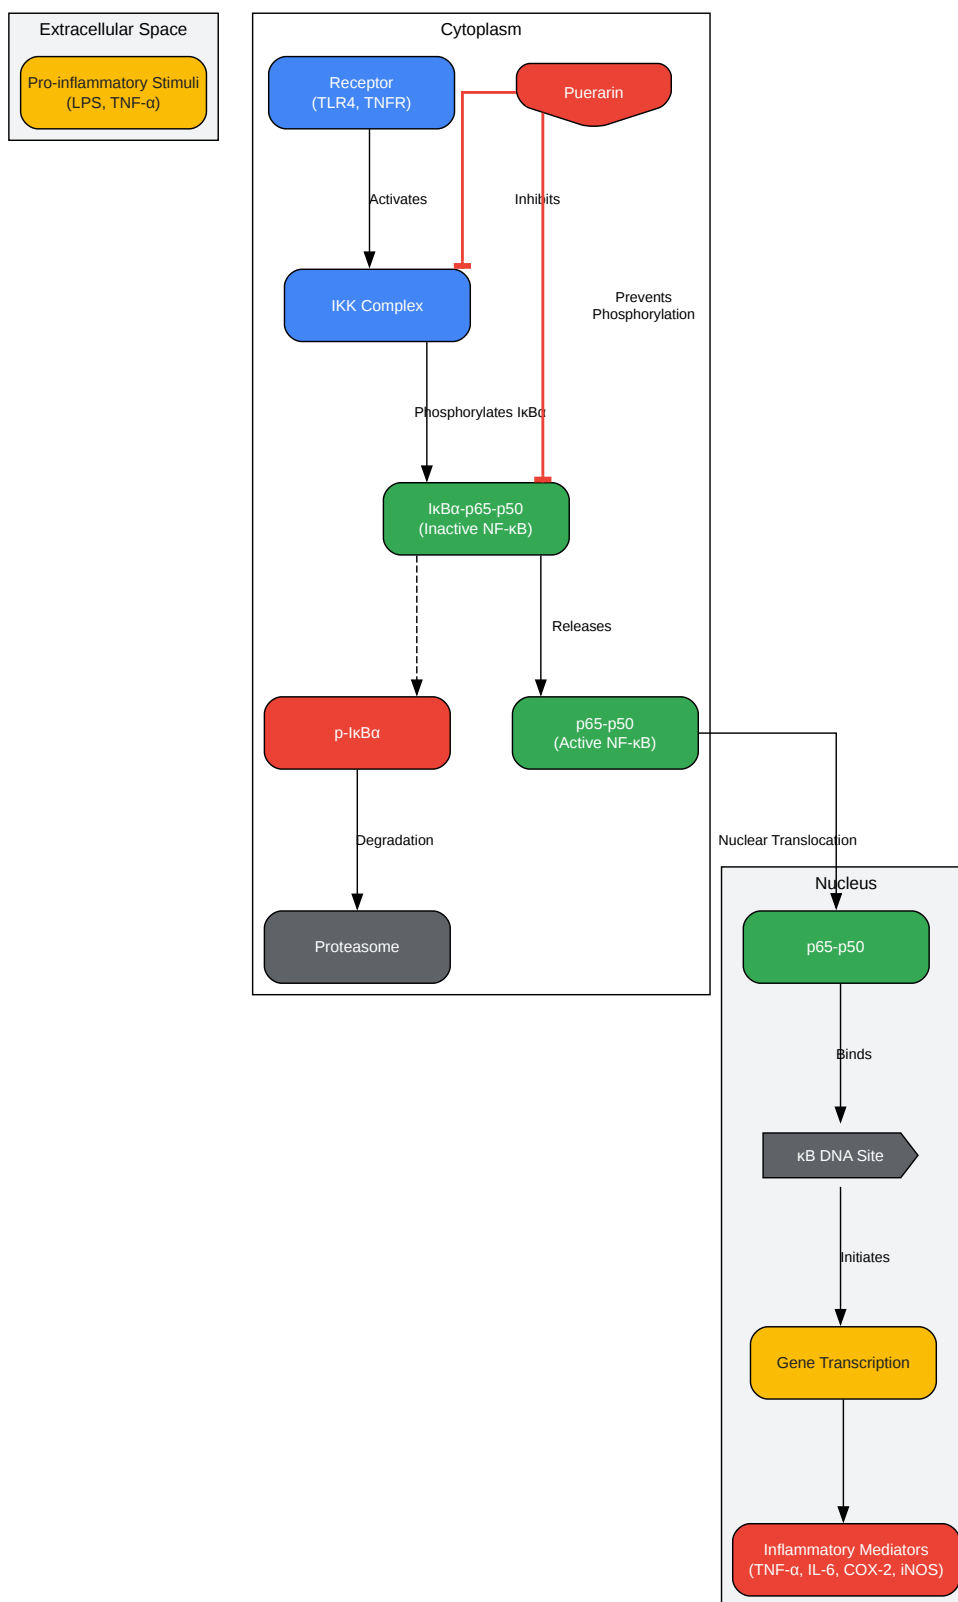 Extracellular Space
Pro-inflammatory Stimuli
(LPS, TNF-α)
Cytoplasm
Receptor
(TLR4, TNFR)
Puerarin
Activates
Inhibits
IKK Complex
Prevents
Phosphorylation
Phosphorylates IκBα
IκBα-p65-p50
(Inactive NF-κB)
Releases
p-IκBα
p65-p50
(Active NF-κB)
Degradation
Nuclear Translocation
Proteasome
Nucleus
p65-p50
Binds
κB DNA Site
Initiates
Gene Transcription
Inflammatory Mediators
(TNF-α, IL-6, COX-2, iNOS)